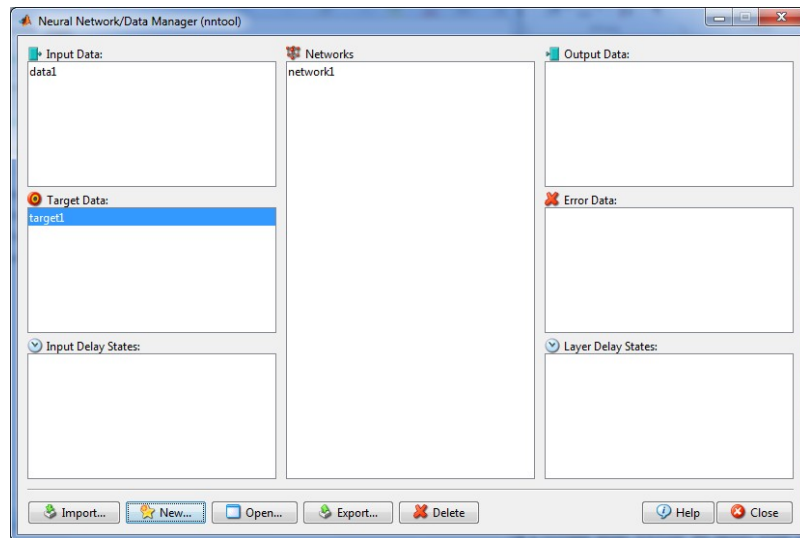 Neural Network/Data Manager (nntool)
Input Data:
data1
Networks
network1
Output Data:
Target Data:
target1
Error Data:
Input Delay States:
Layer Delay States:
Import...
New...
Open...
Export...
Delete
Help
Close